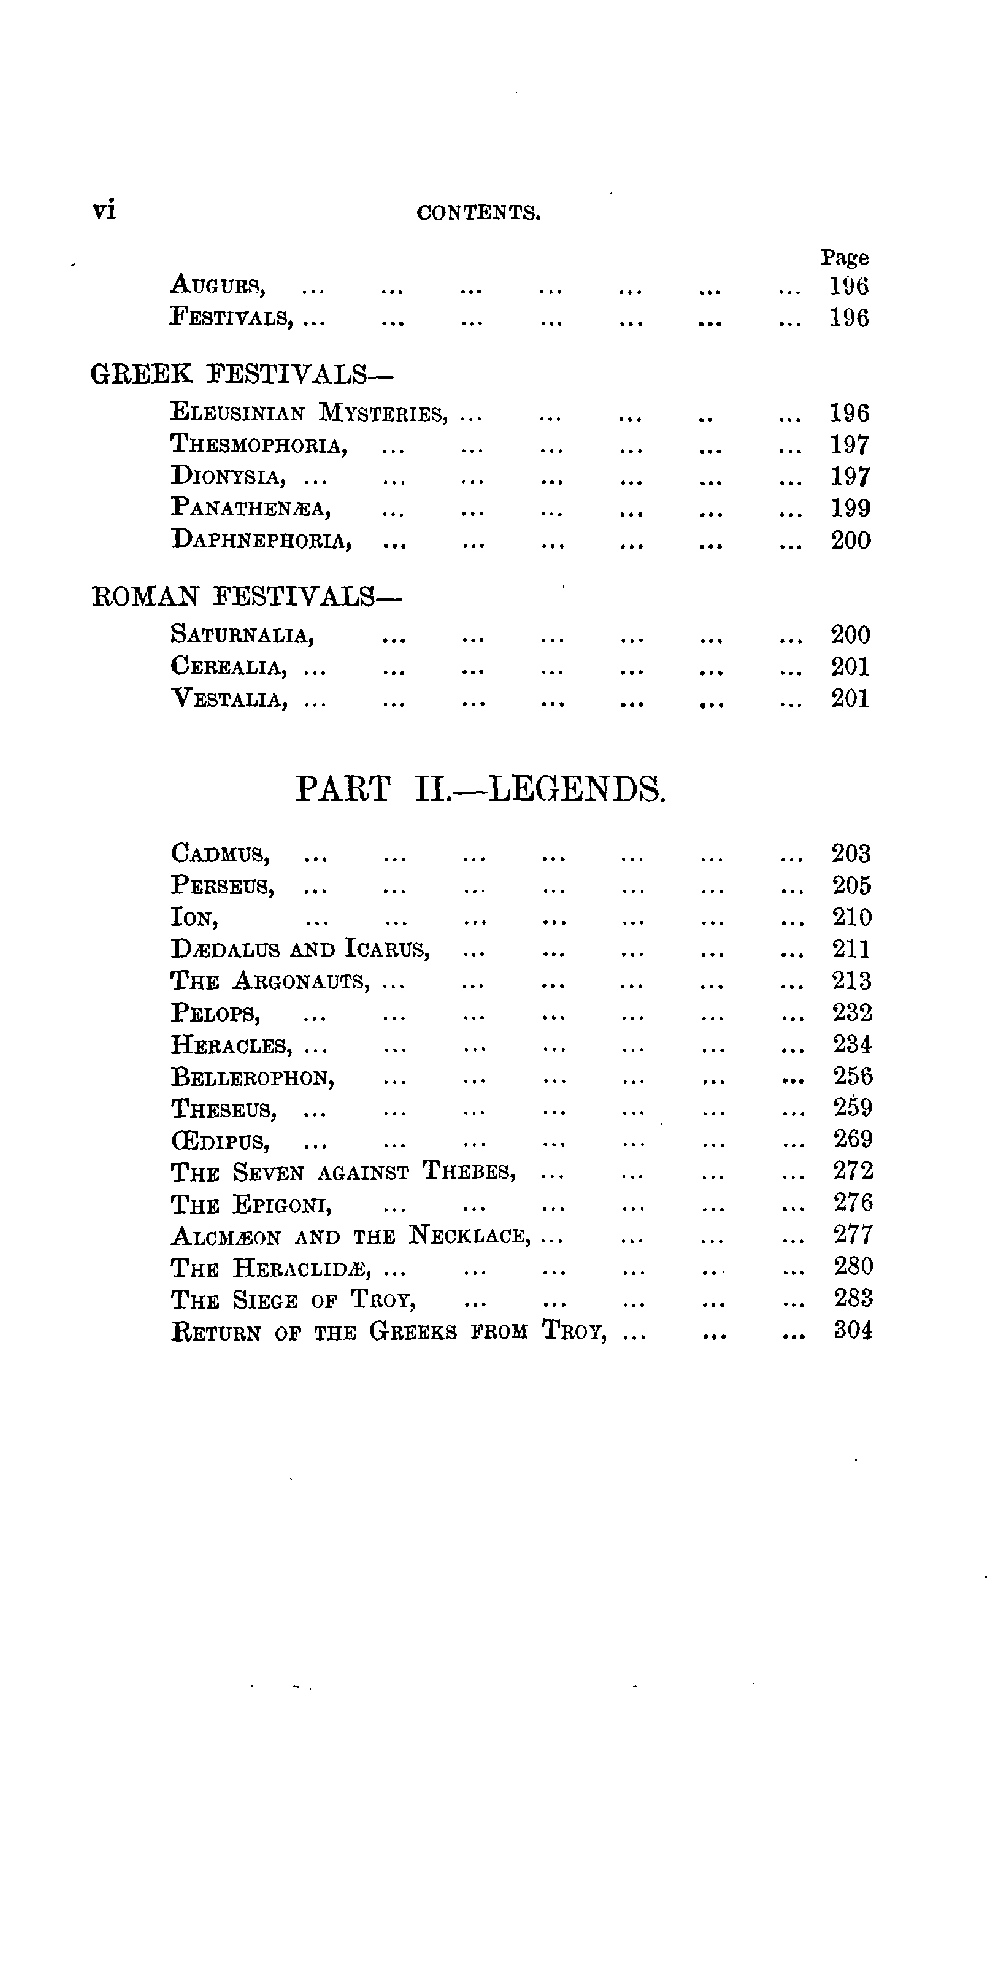 vi CONTENTS.
Page
AUGURS, ... ... ... ... ... ... ... 196
FESTIVALS, ... ... ... ... ... ... ... 196
GREEK FESTIVALS—
ELEUSINIAN MYSTERIES, ... ... ... .. ... 196
THESMOPHORIA, ... ... ... ... ... ... 197
DIONYSIA, ... ... ... ... ... ... ... 197
PANATHENÆA, ... ... ... ... ... ... 199
DAPHNEPHORIA, ... ... ... ... ... ... 200
ROMAN FESTIVALS—
SATURNALIA, ... ... ... ... ... ... 200
CEREALIA, ... ... ... ... ... ... ... 201
VESTALIA, ... ... ... ... ... ... ... 201
PART II.—LEGENDS.
CADMUS, ... ... ... ... ... ... ... 203
PERSEUS, ... ... ... ... ... ... ... 205
ION, ... ... ... ... ... ... ... 210
DÆDALUS AND ICARUS, ... ... ... ... ... 211
THE ARGONAUTS, ... ... ... ... ... ... 213
PELOPS, ... ... ... ... ... ... ... 232
HERACLES, ... ... ... ... ... ... ... 234
BELLEROPHON, ... ... ... ... ... ... 256
THESEUS, ... ... ... ... ... ... ... 259
ŒDIPUS, ... ... ... ... ... ... ... 269
THE SEVEN AGAINST THEBES, ... ... ... ... 272
THE EPIGONI, ... ... ... ... ... ... 276
ALCMÆON AND THE NECKLACE, ... ... ... ... 277
THE HERACLIDÆ, ... ... ... ... ... ... 280
THE SIEGE OF TROY, ... ... ... ... ... 283
RETURN OF THE GREEKS FROM TROY, ... ... ... 304